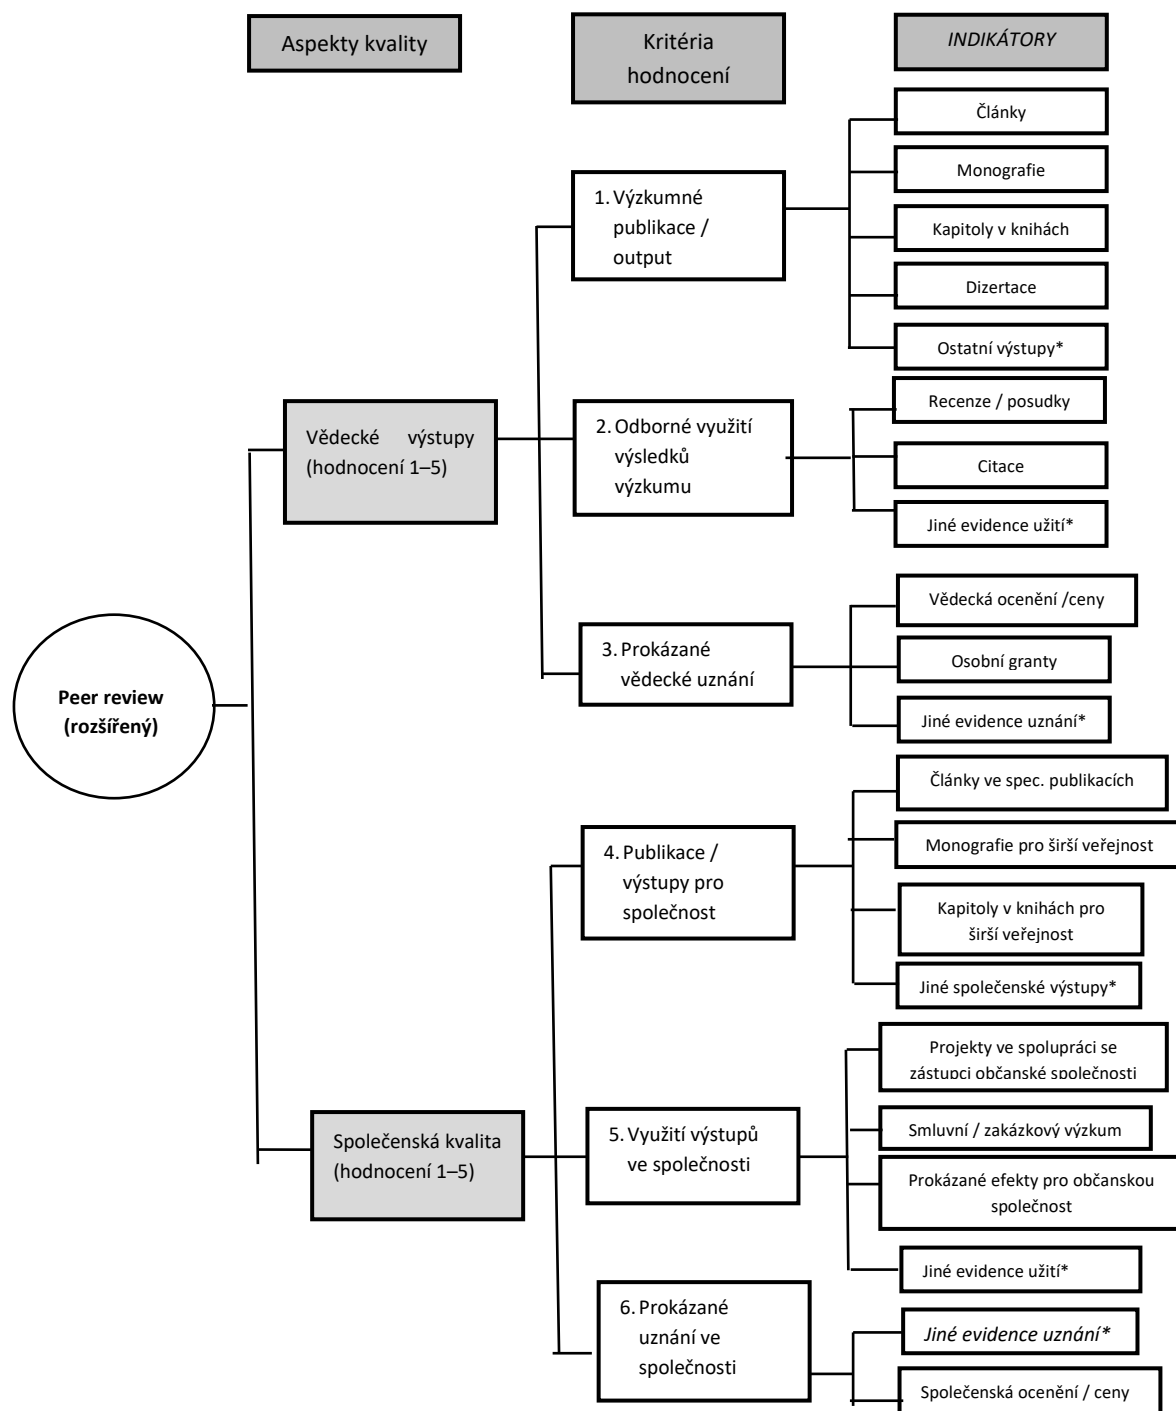 Aspekty kvality
Kritéria
hodnocení
INDIKÁTORY
Články
Monografie
1. Výzkumné
publikace /
output
Kapitoly v knihách
Dizertace
Ostatní výstupy*
Recenze / posudky
Vědecké výstupy
(hodnocení 1–5)
2. Odborné využití
výsledků
výzkumu
Citace
Jiné evidence užití*
Vědecká ocenění /ceny
3. Prokázané
vědecké uznání
Osobní granty
Jiné evidence uznání*
Peer review
(rozšířený)
Články ve spec. publikacích
4. Publikace /
výstupy pro
společnost
Monografie pro širší veřejnost
Kapitoly v knihách pro
širší veřejnost
Jiné společenské výstupy*
Projekty ve spolupráci se
zástupci občanské společnosti
Společenská kvalita
(hodnocení 1–5)
5. Využití výstupů
ve společnosti
Smluvní / zakázkový výzkum
Prokázané efekty pro občanskou
společnost
Jiné evidence užití*
6. Prokázané
uznání ve
společnosti
Jiné evidence uznání*
Společenská ocenění / ceny